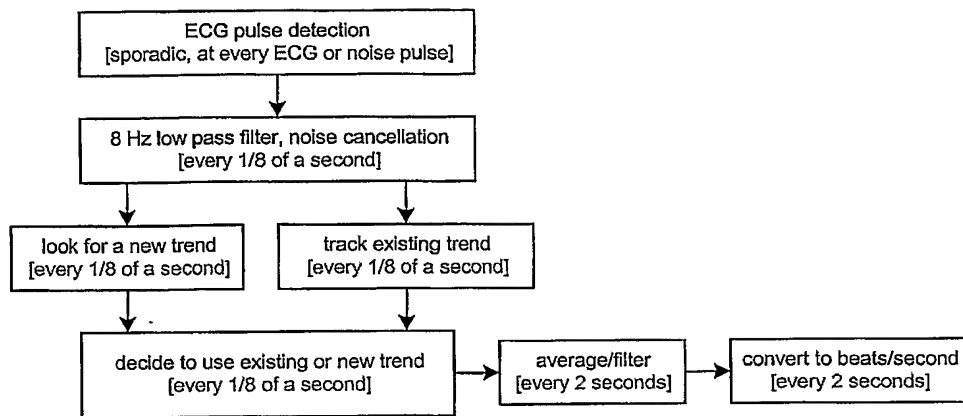 ECG pulse detection
[sporadic, at every ECG or noise pulse]
8 Hz low pass filter, noise cancellation
[every 1/8 of a second]
look for a new trend
[every 1/8 of a second]
track existing trend
[every 1/8 of a second]
decide to use existing or new trend
[every 1/8 of a second]
average/filter
[every 2 seconds]
convert to beats/second
[every 2 seconds]